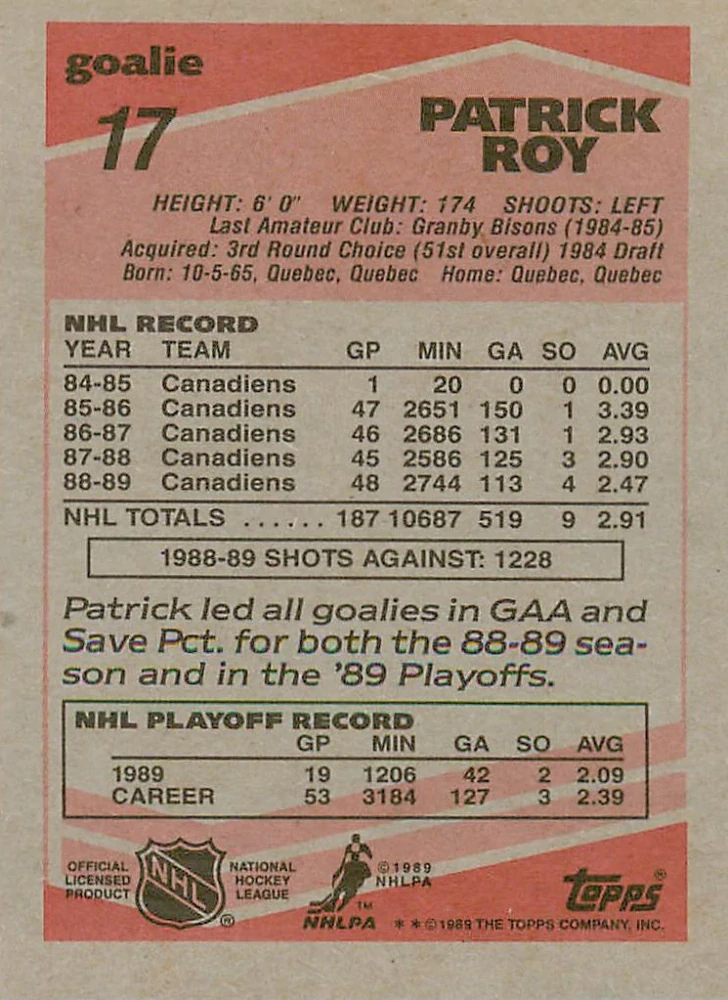 goalie
17
PATRICK
ROY
HEIGHT: 6' 0" WEIGHT: 174 SHOOTS: LEFT
Last Amateur Club: Granby Bisons (1984-85)
Acquired: 3rd Round Choice (51st overall) 1984 Draft
Born: 10-5-65, Quebec, Quebec Home: Quebec, Quebec
NHL RECORD
YEAR TEAM GP MIN GA SO AVG
84-85 Canadiens 1 20 0 0 0.00
85-86 Canadiens 47 2651 150 1 3.39
86-87 Canadiens 46 2686 131 1 2.93
87-88 Canadiens 45 2586 125 3 2.90
88-89 Canadiens 48 2744 113 4 2.47
NHL TOTALS ...... 187 10687 519 9 2.91
1988-89 SHOTS AGAINST: 1228
Patrick led all goalies in GAA and
Save Pct. for both the 88-89 sea-
son and in the '89 Playoffs.
NHL PLAYOFF RECORD
GP MIN GA SO AVG
1989 19 1206 42 2 2.09
CAREER 53 3184 127 3 2.39
OFFICIAL
LICENSED
PRODUCT
NHL
®
NATIONAL
HOCKEY
LEAGUE
©1989
NHLPA
TM
NHLPA
topps®
* * © 1989 THE TOPPS COMPANY, INC.